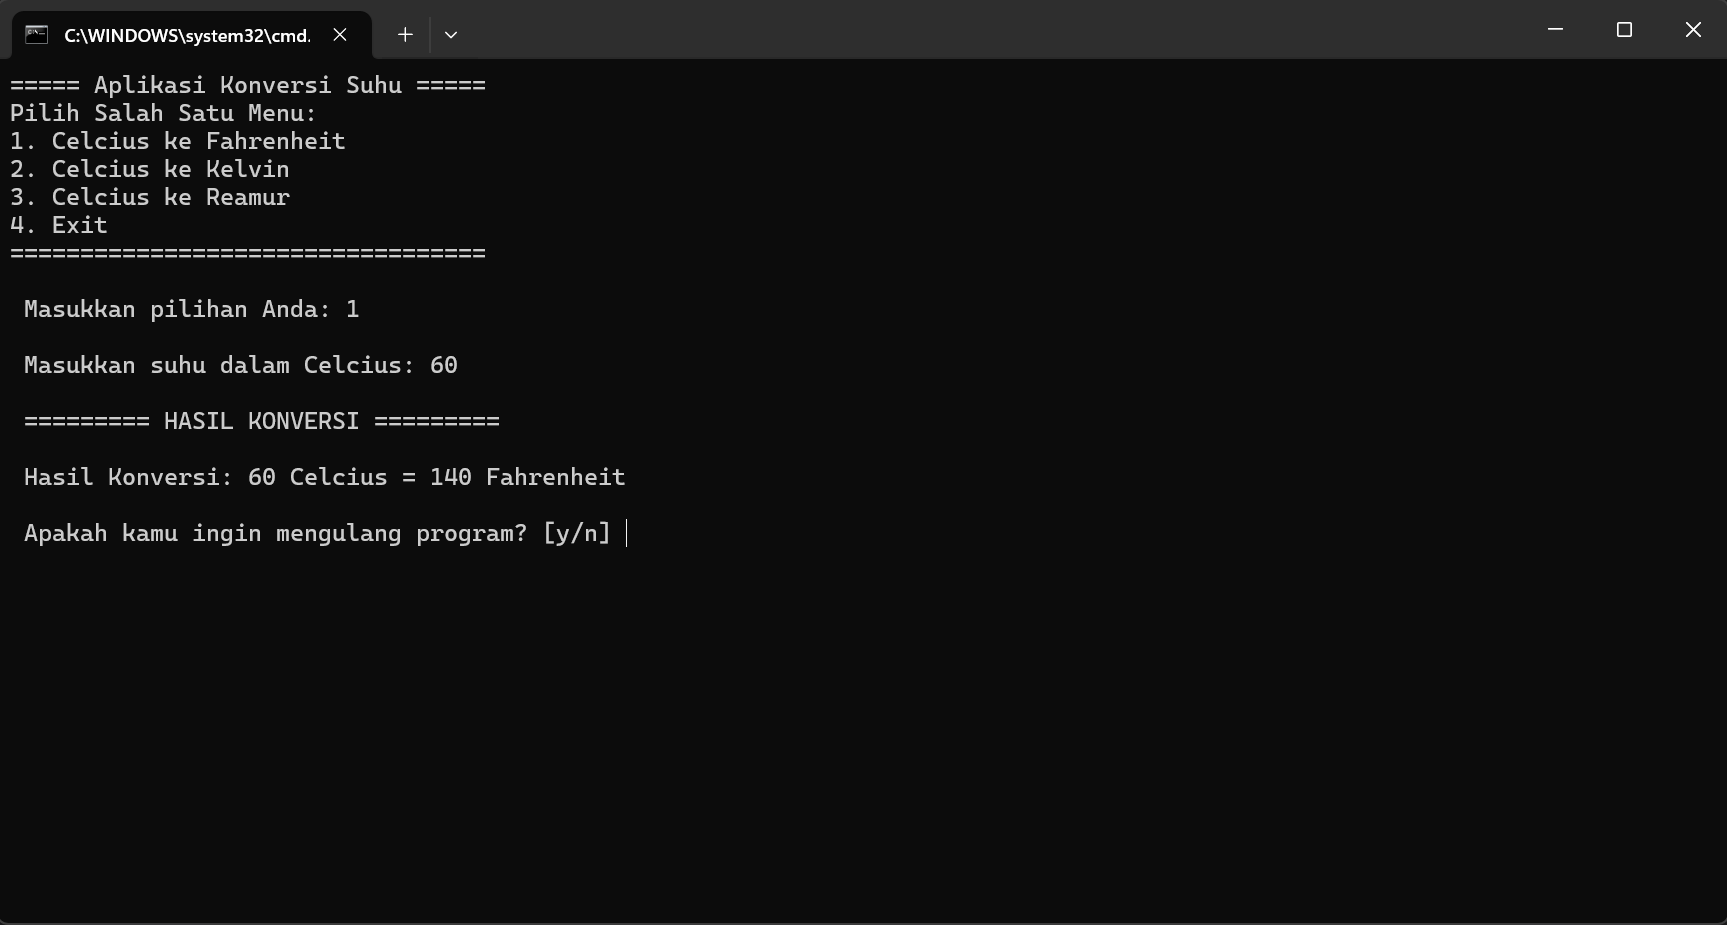 C:\WINDOWS\system32\cmd.
===== Aplikasi Konversi Suhu =====
Pilih Salah Satu Menu:
1. Celcius ke Fahrenheit
2. Celcius ke Kelvin
3. Celcius ke Reamur
4. Exit
==================================
Masukkan pilihan Anda: 1
Masukkan suhu dalam Celcius: 60
========= HASIL KONVERSI =========
Hasil Konversi: 60 Celcius = 140 Fahrenheit
Apakah kamu ingin mengulang program? [y/n]